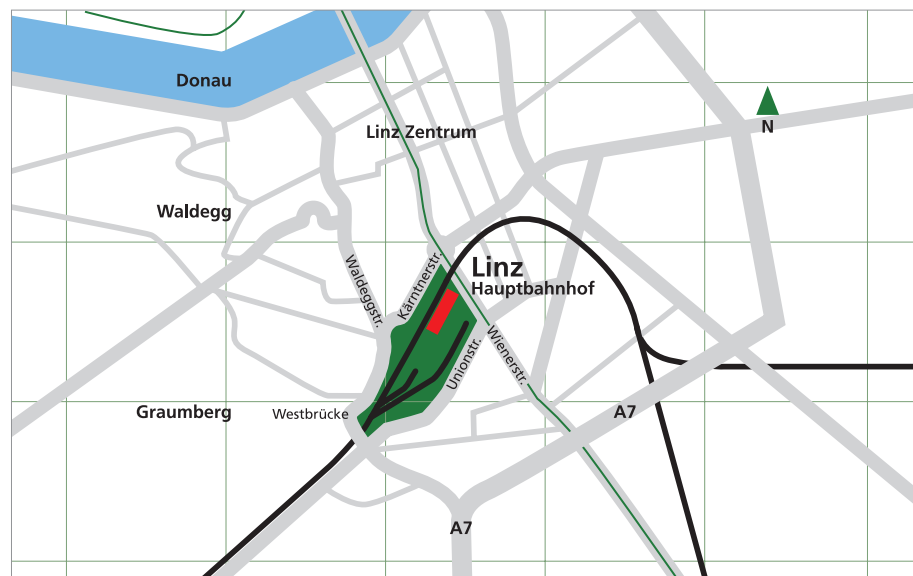 Donau
Linz Zentrum
N
Waldegg
Waldeggstr.
Kärntnerstr.
Linz
Hauptbahnhof
Wienerstr.
Unionstr.
Graumberg
Westbrücke
A7
A7